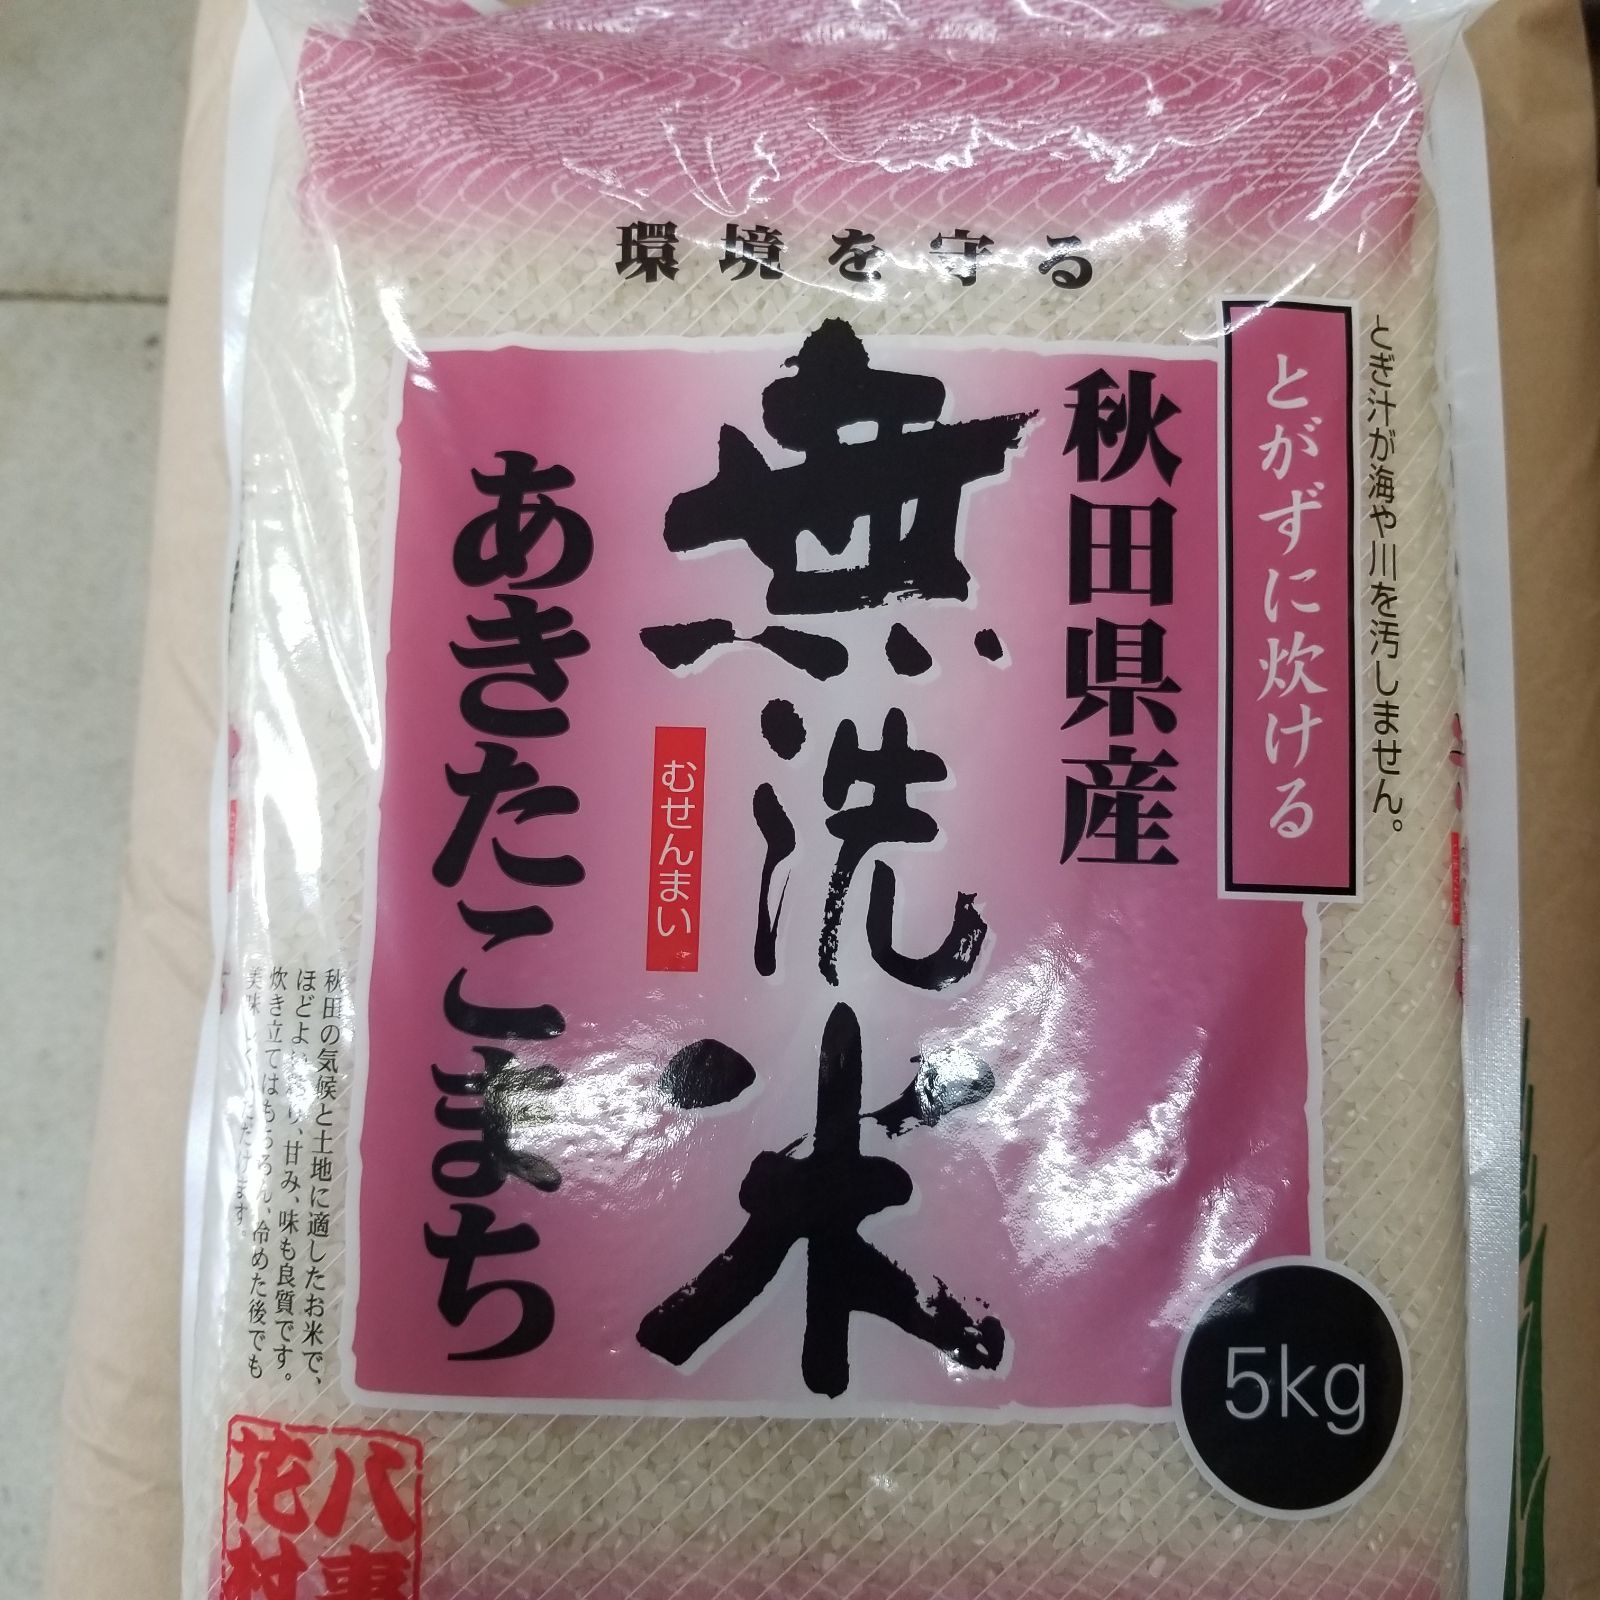 環境を守る
とぎ汁が海や川を汚しません。
とがずに炊ける
秋田県産
無洗米
むせんまい
あきたこまち
秋田の気候と土地に適したお米で、
ほどよい、甘み、味も良質です。
炊き立てはもちろん、冷めた後でも
美味しくいただけます。
5kg
八事
花村